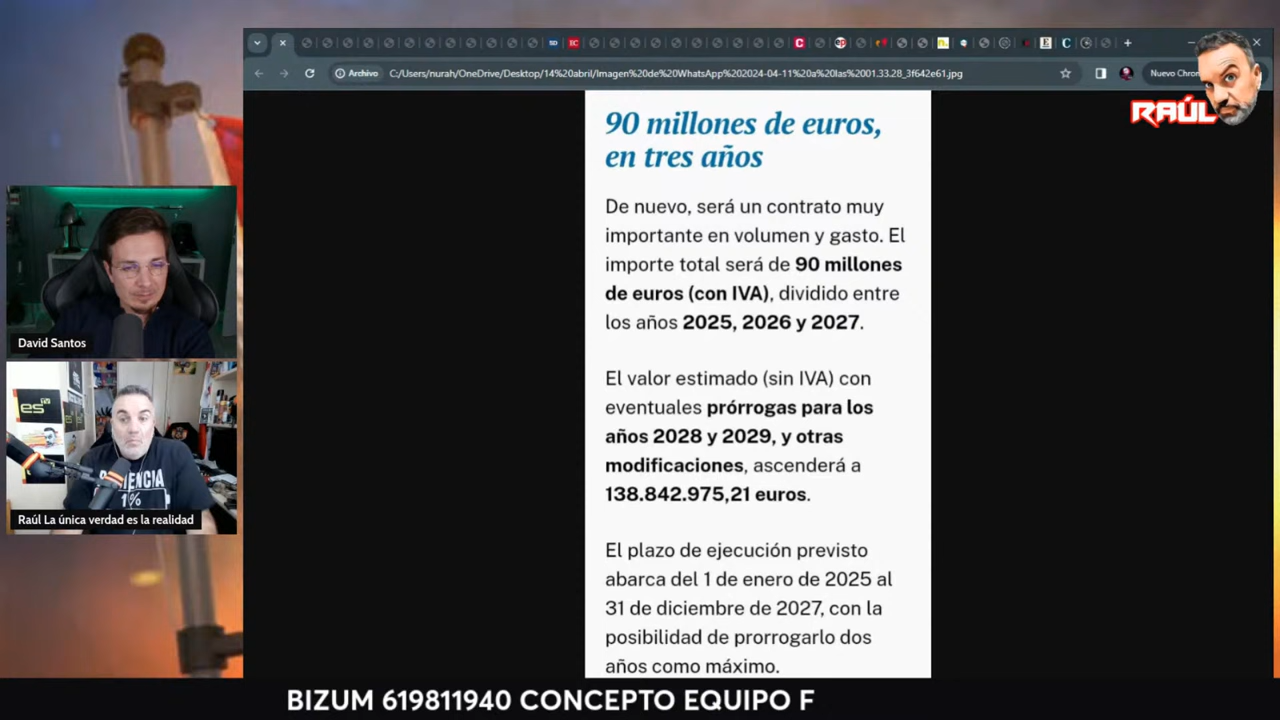 Archivo
C:/Users/nurah/OneDrive/Desktop/14%20abril/Imagen%20de%20WhatsApp%202024-04-11%20a%20las%2001.33.28_3f642e61.jpg
Nuevo Chron
RAÚL
90 millones de euros,
en tres años
De nuevo, será un contrato muy
importante en volumen y gasto. El
importe total será de 90 millones
de euros (con IVA), dividido entre
los años 2025, 2026 y 2027.
El valor estimado (sin IVA) con
eventuales prórrogas para los
años 2028 y 2029, y otras
modificaciones, ascenderá a
138.842.975,21 euros.
El plazo de ejecución previsto
abarca del 1 de enero de 2025 al
31 de diciembre de 2027, con la
posibilidad de prorrogarlo dos
años como máximo.
David Santos
es
1%
Raúl La única verdad es la realidad
BIZUM 619811940 CONCEPTO EQUIPO F